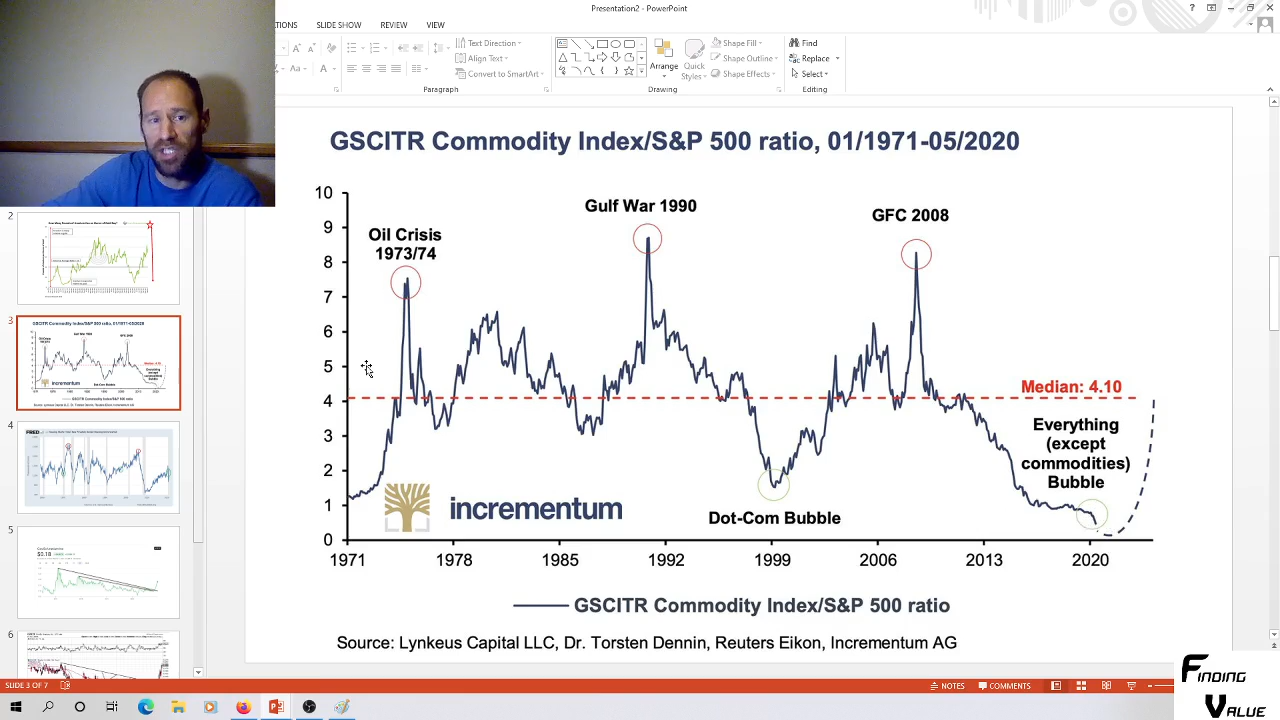 Presentation2 - PowerPoint
?
TIONS
SLIDE SHOW
REVIEW
VIEW
Text Direction
Align Text
Convert to SmartArt
Paragraph
Arrange
Quick
Styles
Shape Fill
Shape Outline
Shape Effects
Drawing
Find
Replace
Select
Editing
2
3
4
5
6
FRED
$0.18
GSCITR Commodity Index/S&P 500 ratio, 01/1971-05/2020
10
9
8
7
6
5
4
3
2
1
0
Oil Crisis
1973/74
Gulf War 1990
GFC 2008
Median: 4.10
Everything
(except
commodities)
Bubble
Dot-Com Bubble
incrementum
1971
1978
1985
1992
1999
2006
2013
2020
GSCITR Commodity Index/S&P 500 ratio
Source: Lynkeus Capital LLC, Dr. Torsten Dennin, Reuters Eikon, Incrementum AG
SLIDE 3 OF 7
NOTES
COMMENTS
FINDING
VALUE